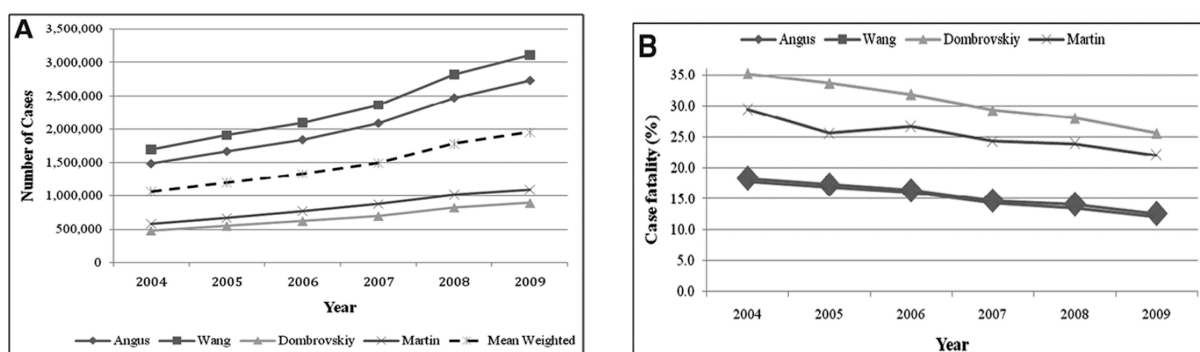 A
3,500,000
3,000,000
2,500,000
2,000,000
1,500,000
1,000,000
500,000
0
Number of Cases
2004 2005 2006 2007 2008 2009
Year
Angus Wang Dombrovskiy Martin Mean Weighted
B
Angus Wang Dombrovskiy Martin
35.0
30.0
25.0
20.0
15.0
10.0
5.0
0.0
Case fatality (%)
2004 2005 2006 2007 2008 2009
Year